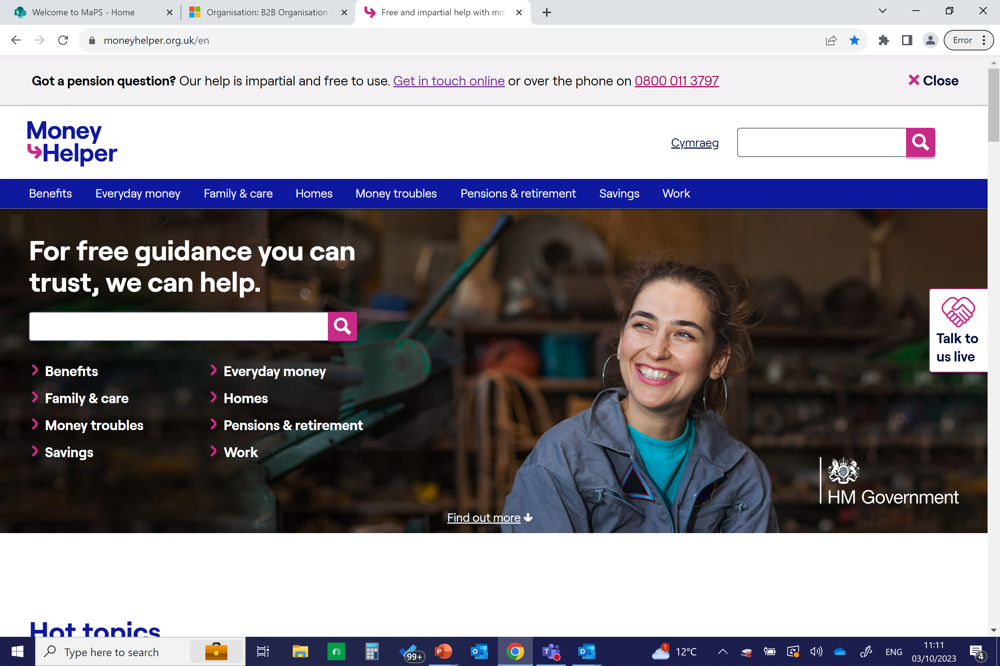 Welcome to MaPS - Home
Organisation: B2B Organisation
Free and impartial help with mo
moneyhelper.org.uk/en
Error
Got a pension question? Our help is impartial and free to use. Get in touch online or over the phone on 0800 011 3797
Close
Money
Helper
Cymraeg
Benefits Everyday money Family & care Homes Money troubles Pensions & retirement Savings Work
For free guidance you can
trust, we can help.
Talk to
us live
Benefits Everyday money
Family & care Homes
Money troubles Pensions & retirement
Savings Work
HM Government
Find out more
Hot topics
Type here to search
99+
1
12°C
ENG
11:11
03/10/2023
4